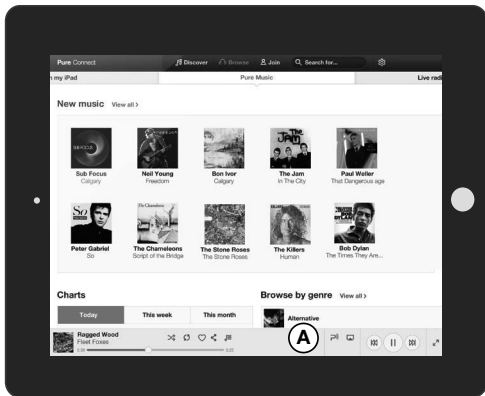 Pure Connect Discover Browse Join Search for...
n my iPad Pure Music Live radi
New music View all >
Sub Focus Neil Young Bon Ivor The Jam Paul Weller
Calgary Freedom Calgary In The City That Dangerous age
Peter Gabriel The Chameleons The Stone Roses The Killers Bob Dylan
So Script of the Bridge The Stone Roses Human The Times They Are...
Charts Browse by genre View all >
Today This week This month Alternative
Ragged Wood
Fleet Foxes
A